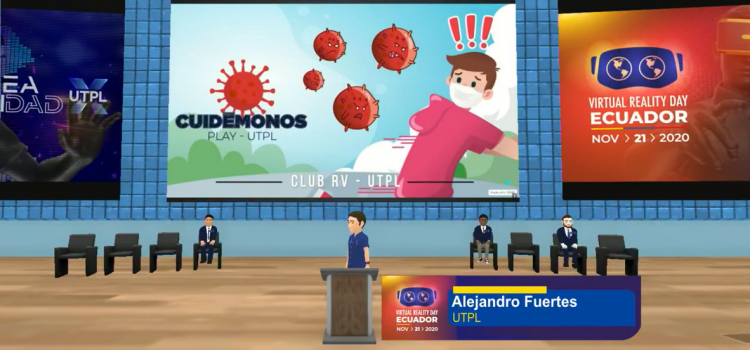 EA
DAD
UTPL
CUIDEMONOS
PLAY - UTPL
!!!
CLUB RV - UTPL
VIRTUAL REALITY DAY
ECUADOR
NOV > 21 > 2020
VIRTUAL REALITY DAY
ECUADOR
NOV > 21 > 2020
Alejandro Fuertes
UTPL